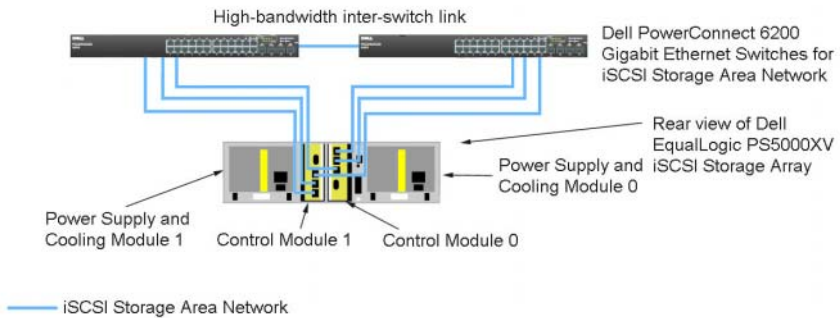 High-bandwidth inter-switch link
Dell PowerConnect 6200
Gigabit Ethernet Switches for
iSCSI Storage Area Network
Rear view of Dell
EqualLogic PS5000XV
iSCSI Storage Array
Power Supply and
Cooling Module 0
Power Supply and
Cooling Module 1
Control Module 1
Control Module 0
iSCSI Storage Area Network